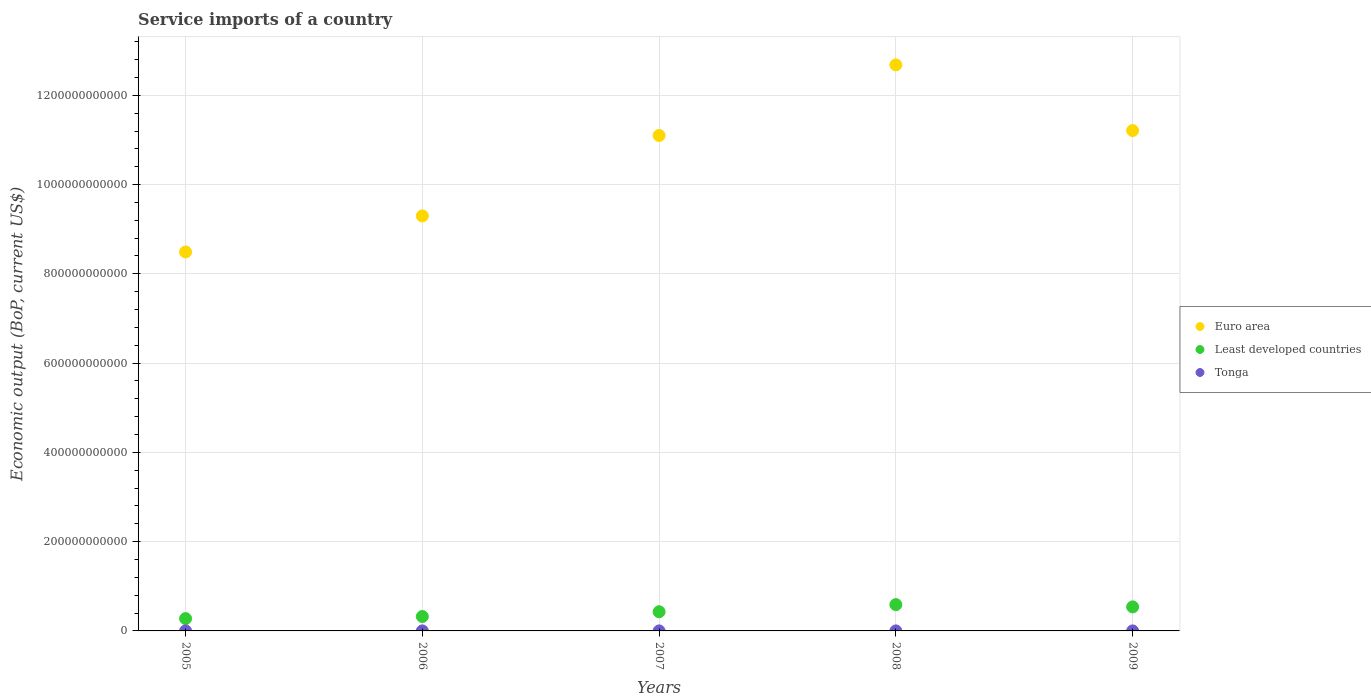 Service imports of a country
Economic output (BoP, current US$)
1200000000000
1000000000000
800000000000
600000000000
400000000000
200000000000
0
2005
2006
2007
2008
2009
Years
Euro area
Least developed countries
Tonga